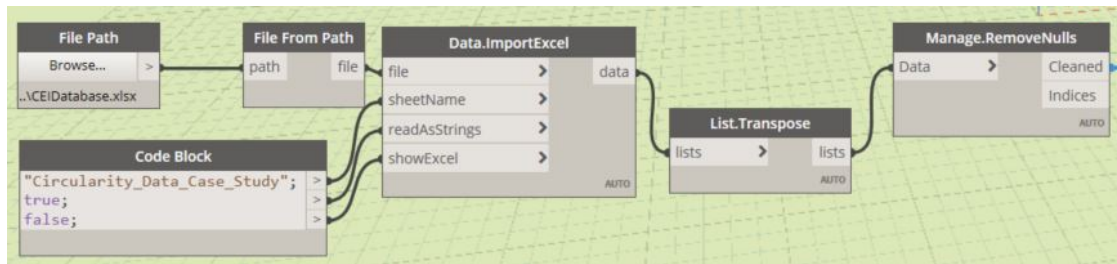 File Path
Browse... >
..\CEIDatabase.xlsx
File From Path
path file
Data.ImportExcel
file > data
sheetName >
readAsStrings >
showExcel >
AUTO
Code Block
"Circularity_Data_Case_Study"; >
true; >
false; >
List.Transpose
lists > lists
AUTO
Manage.RemoveNulls
Data > Cleaned
Indices
AUTO